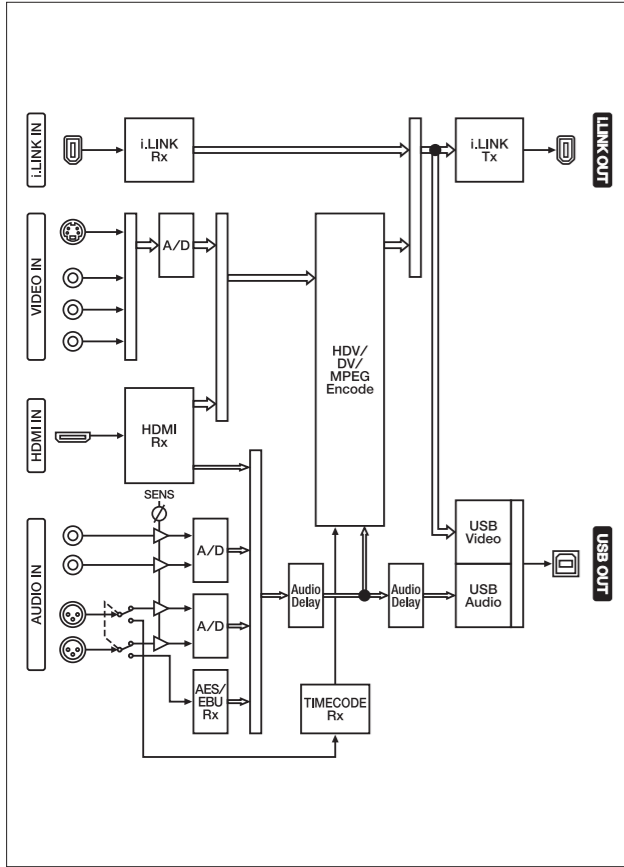 i.LINK IN
i.LINK
Rx
i.LINK
Tx
i.LINK OUT
VIDEO IN
A/D
HDV/
DV/
MPEG
Encode
HDMI IN
HDMI
Rx
SENS
AUDIO IN
A/D
A/D
AES/
EBU
Rx
Audio
Delay
Audio
Delay
TIMECODE
Rx
USB
Video
USB
Audio
USB OUT